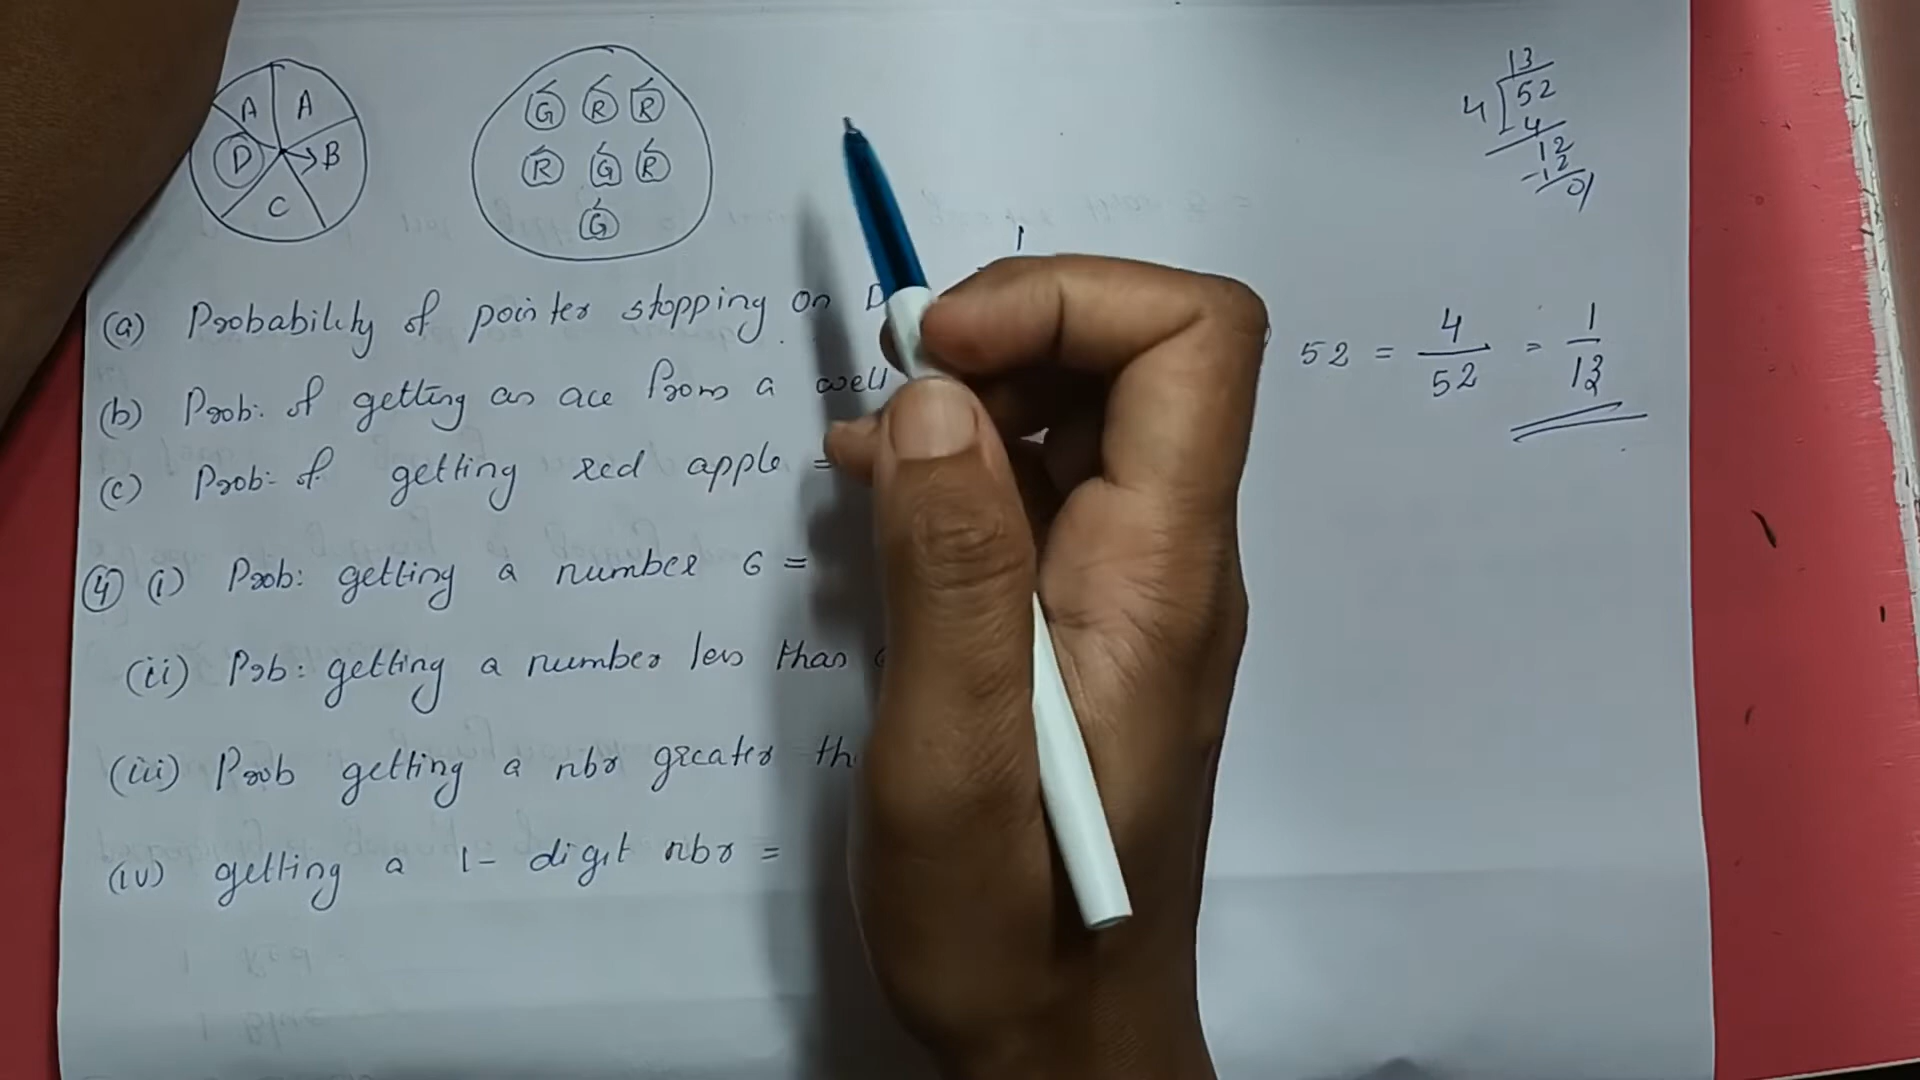 A A
D B
C
G R R
R G R
G
13
4 52
4
12
-12
0
1
(a) Probability of pointer stopping on D
52 = 4/52 = 1/13
(b) Prob: of getting an ace from a well
(c) Prob: of getting red apple =
(4) (i) Prob: getting a number 6 =
(ii) Prb: getting a number less than
(iii) Prob getting a nbr greater
(iv) getting a 1- digit nbr =